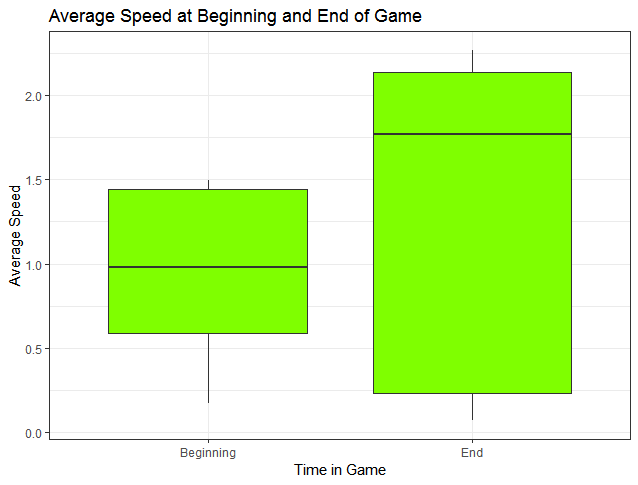 Average Speed at Beginning and End of Game
Average Speed
2.0
1.5
1.0
0.5
0.0
Beginning End
Time in Game